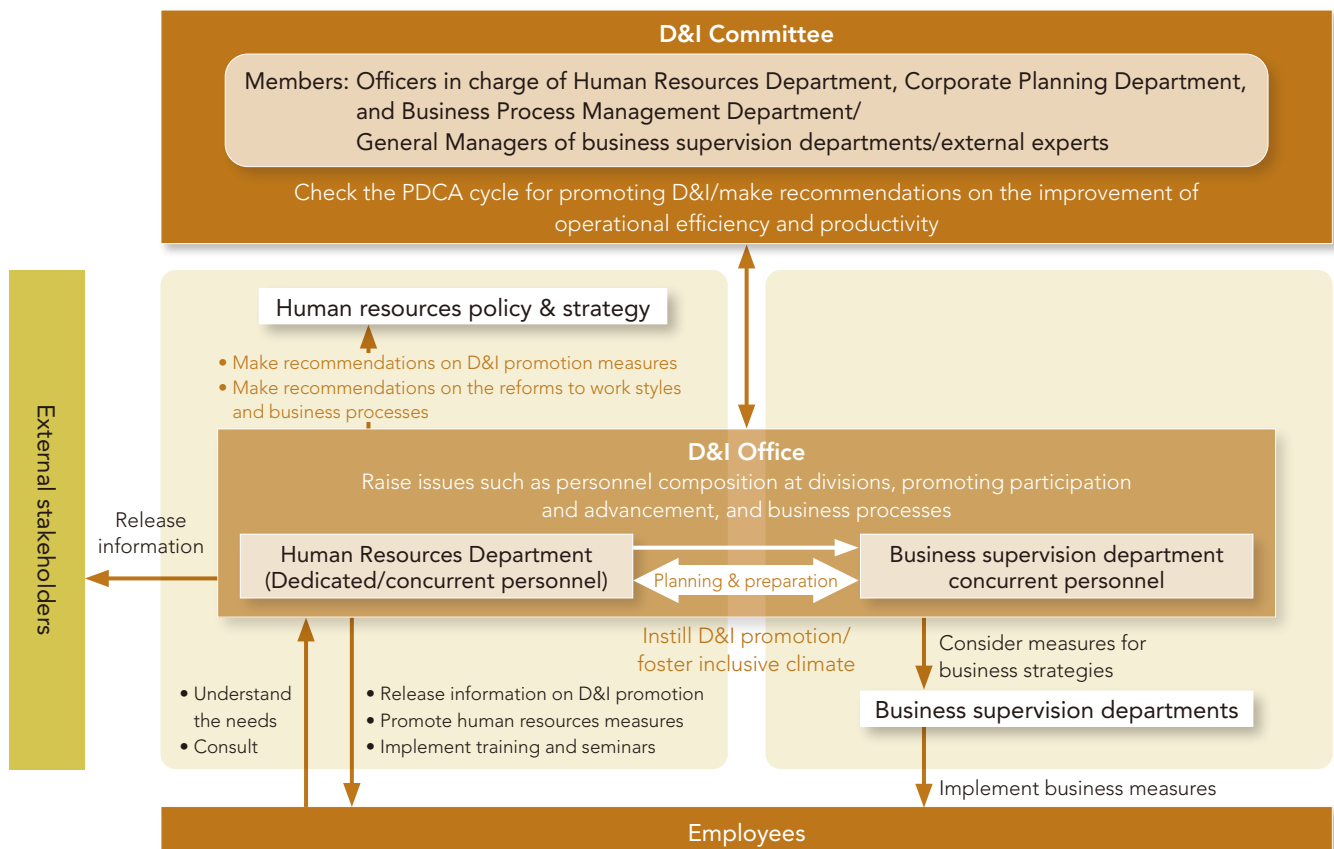 D&I Committee
Members: Officers in charge of Human Resources Department, Corporate Planning Department,
and Business Process Management Department/
General Managers of business supervision departments/external experts
Check the PDCA cycle for promoting D&I/make recommendations on the improvement of
operational efficiency and productivity
External stakeholders
Human resources policy & strategy
• Make recommendations on D&I promotion measures
• Make recommendations on the reforms to work styles
and business processes
D&I Office
Raise issues such as personnel composition at divisions, promoting participation
and advancement, and business processes
Release
information
Human Resources Department
(Dedicated/concurrent personnel)
Planning & preparation
Business supervision department
concurrent personnel
Instill D&I promotion/
foster inclusive climate
Consider measures for
business strategies
• Understand
the needs
• Consult
• Release information on D&I promotion
• Promote human resources measures
• Implement training and seminars
Business supervision departments
Implement business measures
Employees